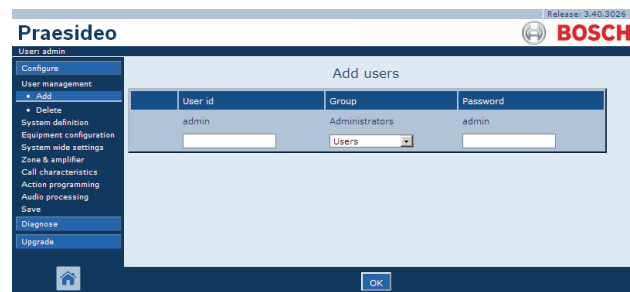 Release: 3.40.3026
Praesideo
BOSCH
User: admin
Configure
User management
• Add
• Delete
System definition
Equipment configuration
System wide settings
Zone & amplifier
Call characteristics
Action programming
Audio processing
Save
Diagnose
Upgrade
Add users
User id Group Password
admin Administrators admin
Users
OK